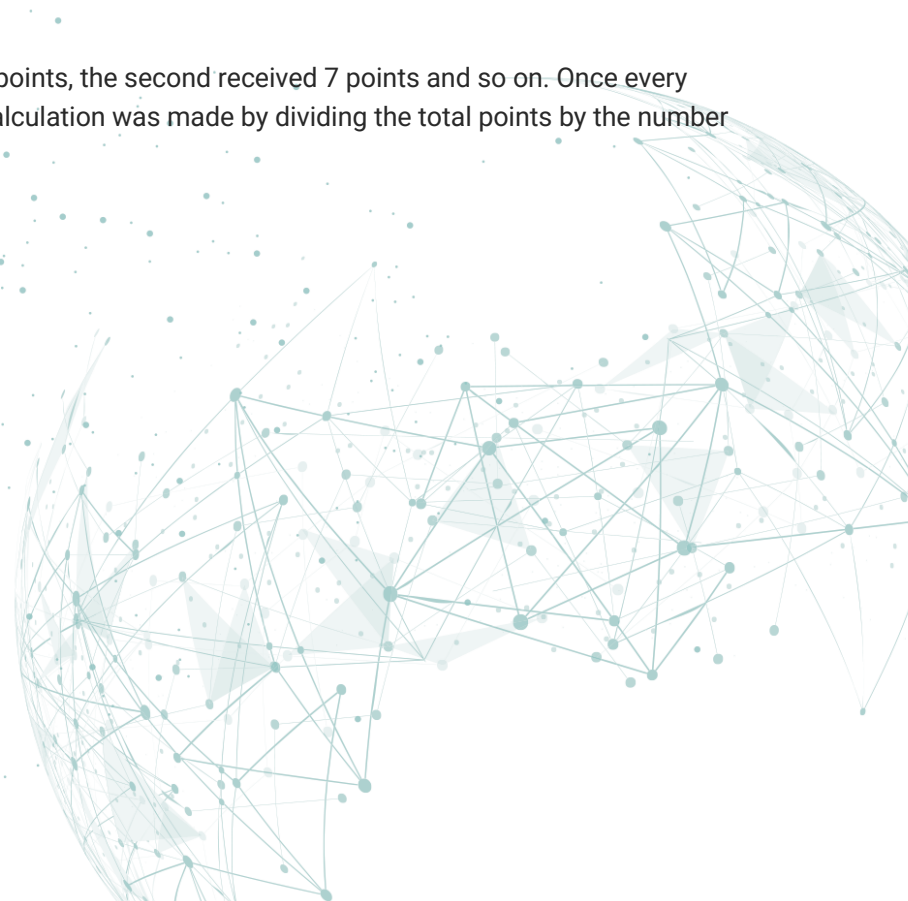 points, the second received 7 points and so on. Once every
alculation was made by dividing the total points by the number